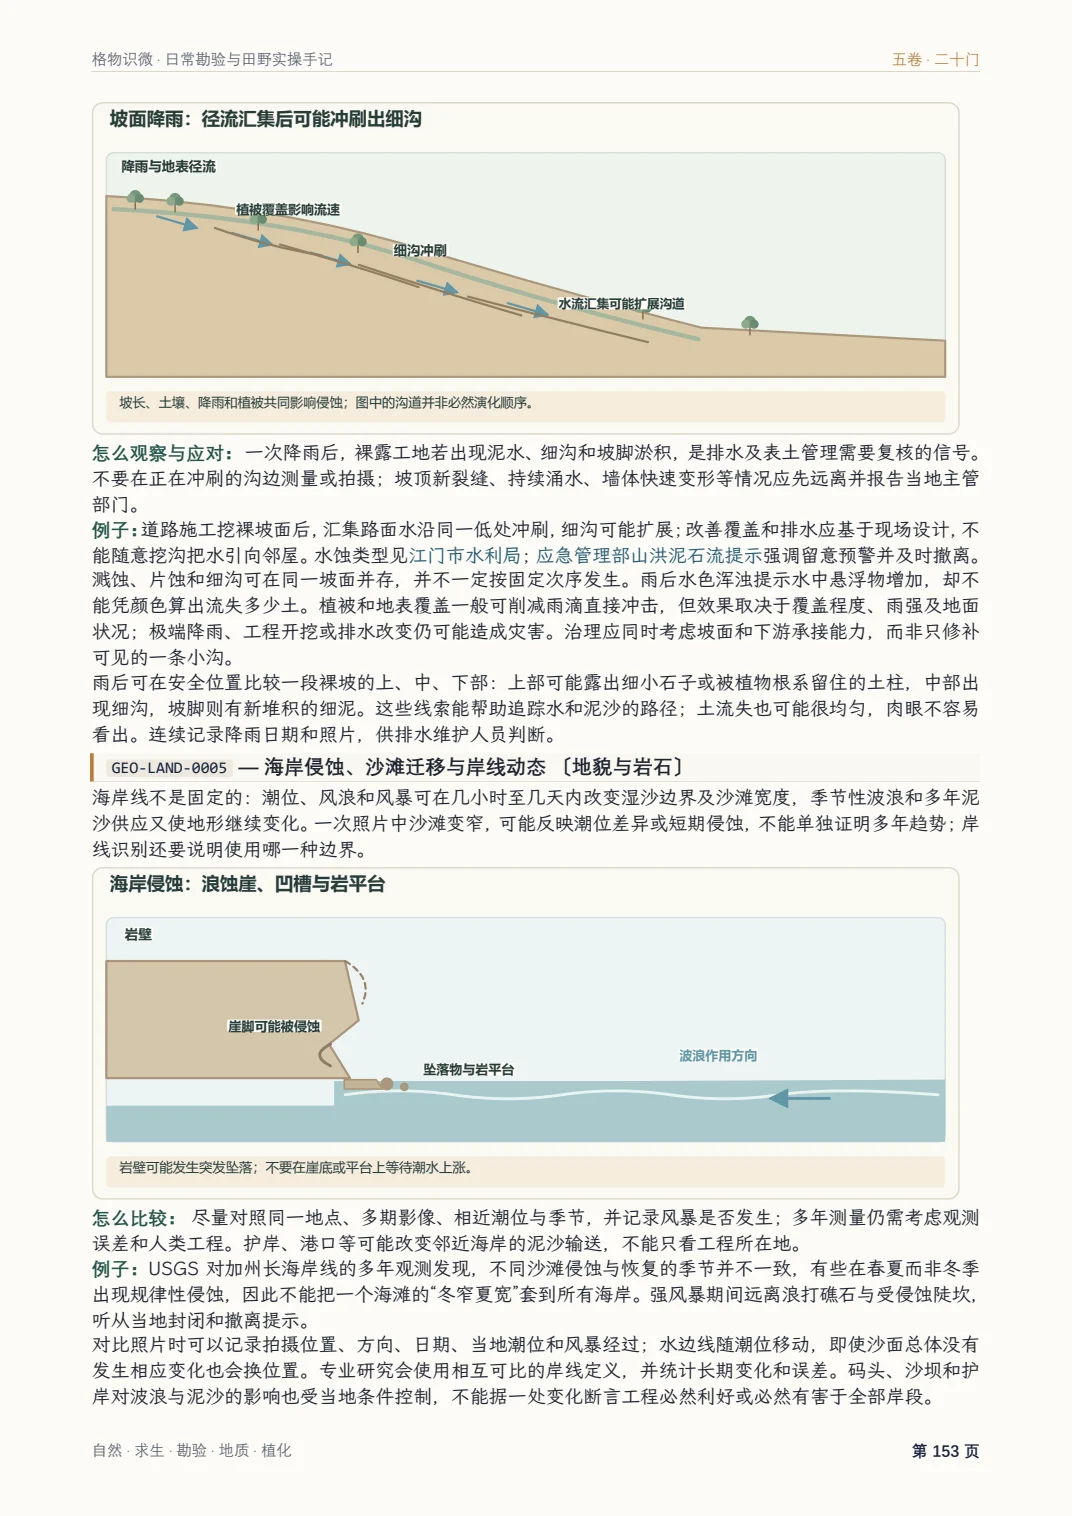 格物识微 · 日常勘验与田野实操手记
五卷 · 二十门
坡面降雨：径流汇集后可能冲刷出细沟
降雨与地表径流
植被覆盖影响流速
细沟冲刷
水流汇集可能扩展沟道
坡长、土壤、降雨和植被共同影响侵蚀；图中的沟道并非必然演化顺序。
怎么观察与应对：一次降雨后，裸露工地若出现泥水、细沟和坡脚淤积，是排水及表土管理需要复核的信号。
不要在正在冲刷的沟边测量或拍摄；坡顶新裂缝、持续涌水、墙体快速变形等情况应先远离并报告当地主管
部门。
例子：道路施工挖裸坡面后，汇集路面水沿同一低处冲刷，细沟可能扩展；改善覆盖和排水应基于现场设计，不
能随意挖沟把水引向邻屋。水蚀类型见江门市水利局；应急管理部山洪泥石流提示强调留意预警并及时撤离。
溅蚀、片蚀和细沟可在同一坡面并存，并不一定按固定次序发生。雨后水色浑浊提示水中悬浮物增加，却不
能凭颜色算出流失多少土。植被和地表覆盖一般可削减雨滴直接冲击，但效果取决于覆盖程度、雨强及地面
状况；极端降雨、工程开挖或排水改变仍可能造成灾害。治理应同时考虑坡面和下游承接能力，而非只修补
可见的一条小沟。
雨后可在安全位置比较一段裸坡的上、中、下部：上部可能露出细小石子或被植物根系留住的土柱，中部出
现细沟，坡脚则有新堆积的细泥。这些线索能帮助追踪水和泥沙的路径；土流失也可能很均匀，肉眼不容易
看出。连续记录降雨日期和照片，供排水维护人员判断。
GEO-LAND-0005 — 海岸侵蚀、沙滩迁移与岸线动态 〔地貌与岩石〕
海岸线不是固定的：潮位、风浪和风暴可在几小时至几天内改变湿沙边界及沙滩宽度，季节性波浪和多年泥
沙供应又使地形继续变化。一次照片中沙滩变窄，可能反映潮位差异或短期侵蚀，不能单独证明多年趋势；岸
线识别还要说明使用哪一种边界。
海岸侵蚀：浪蚀崖、凹槽与岩平台
岩壁
崖脚可能被侵蚀
坠落物与岩平台
波浪作用方向
岩壁可能发生突发坠落；不要在崖底或平台上等待潮水上涨。
怎么比较： 尽量对照同一地点、多期影像、相近潮位与季节，并记录风暴是否发生；多年测量仍需考虑观测
误差和人类工程。护岸、港口等可能改变邻近海岸的泥沙输送，不能只看工程所在地。
例子：USGS 对加州长海岸线的多年观测发现，不同沙滩侵蚀与恢复的季节并不一致，有些在春夏而非冬季
出现规律性侵蚀，因此不能把一个海滩的“冬窄夏宽”套到所有海岸。强风暴期间远离浪打礁石与受侵蚀陡坎，
听从当地封闭和撤离提示。
对比照片时可以记录拍摄位置、方向、日期、当地潮位和风暴经过；水边线随潮位移动，即使沙面总体没有
发生相应变化也会换位置。专业研究会使用相互可比的岸线定义，并统计长期变化和误差。码头、沙坝和护
岸对波浪与泥沙的影响也受当地条件控制，不能据一处变化断言工程必然利好或必然有害于全部岸段。
自然 · 求生 · 勘验 · 地质 · 植化
第 153 页